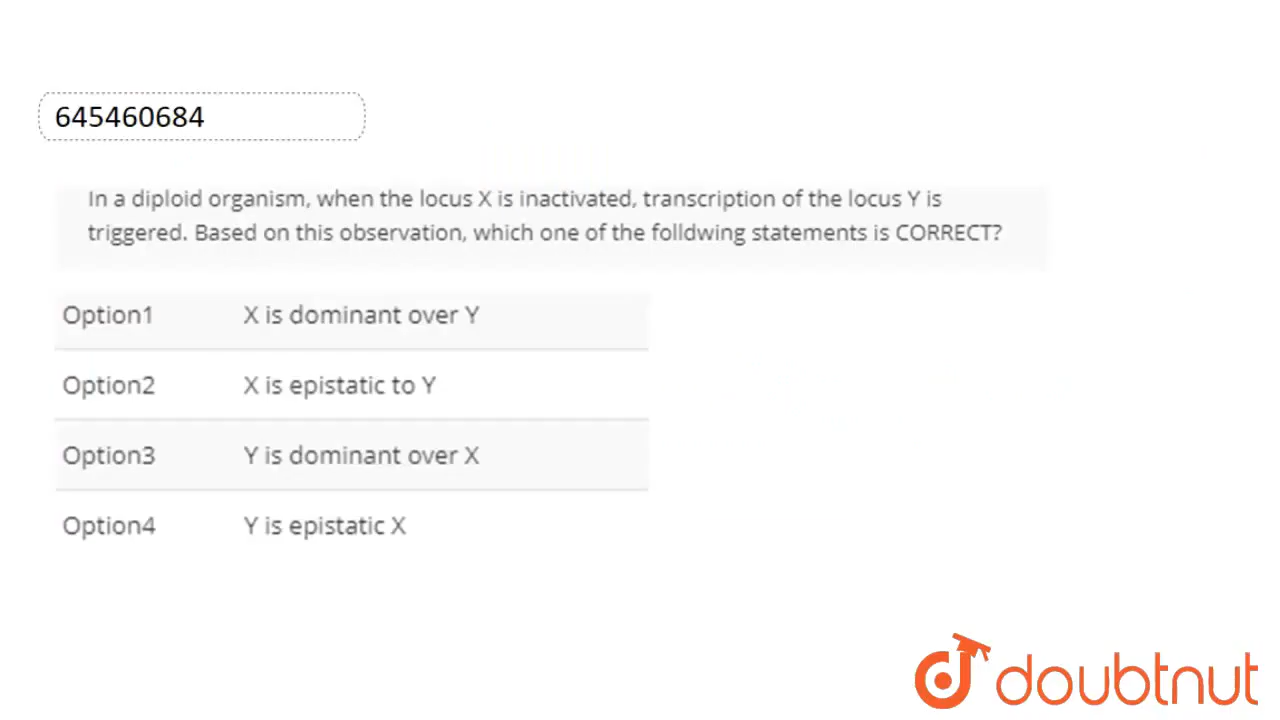 645460684
In a diploid organism, when the locus X is inactivated, transcription of the locus Y is
triggered. Based on this observation, which one of the folldwing statements is CORRECT?
Option1 X is dominant over Y
Option2 X is epistatic to Y
Option3 Y is dominant over X
Option4 Y is epistatic X
doubtnut